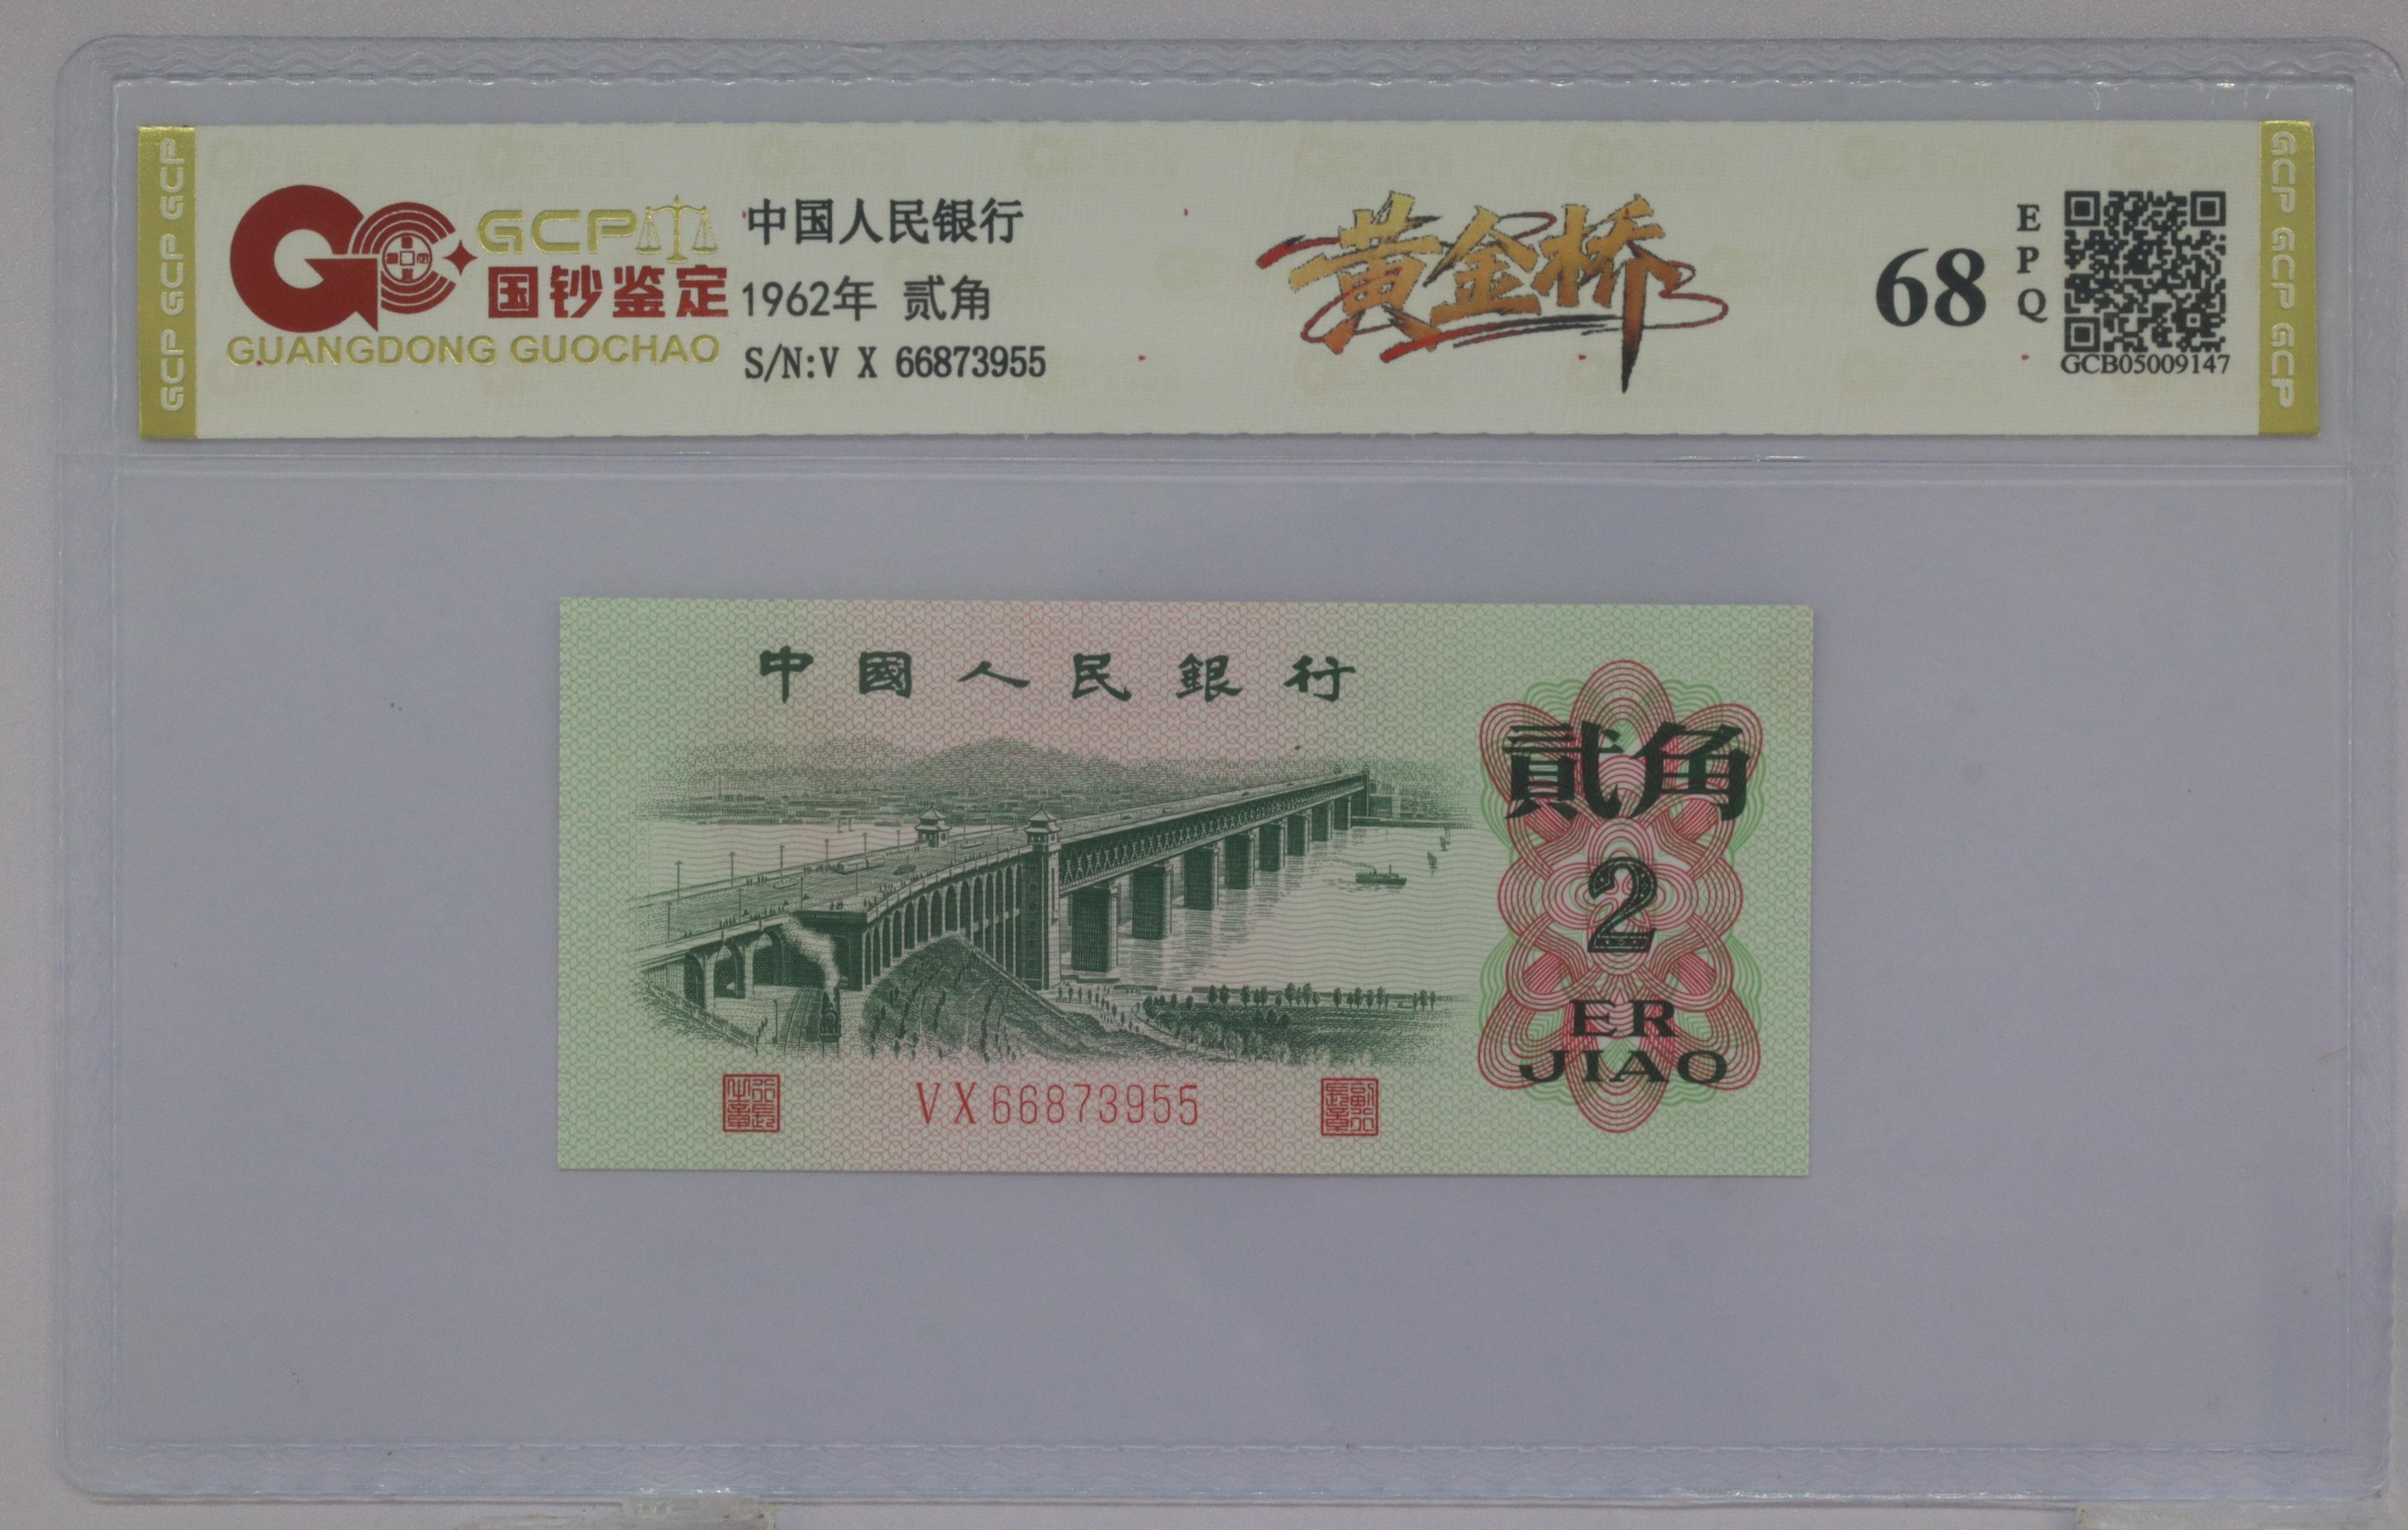 GCP GCP GCP
GCP
国钞鉴定
GUANGDONG GUOCHAO
中国人民银行
1962年 贰角
S/N:V X 66873955
黄金桥
68
EPQ
GCB05009147
GCP GCP GCP
中國人民銀行
貳角
2
ER
JIAO
VX66873955